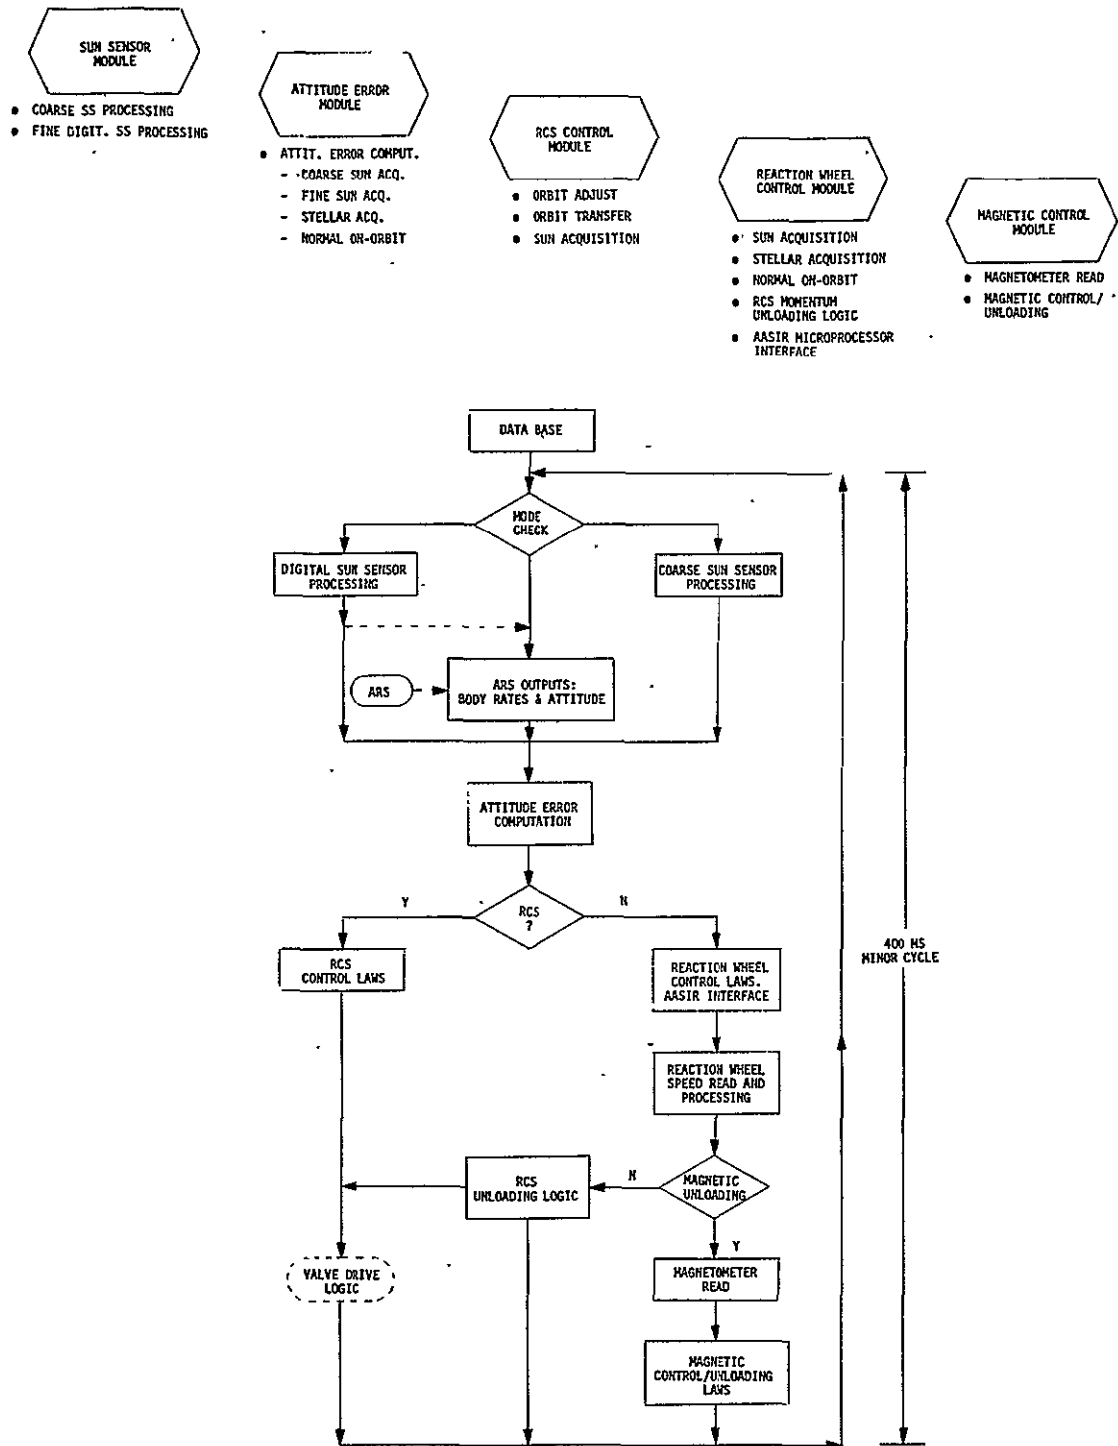 SUN SENSOR
MODULE
• COARSE SS PROCESSING
• FINE DIGIT. SS PROCESSING
ATTITUDE ERROR
MODULE
• ATTIT. ERROR COMPUT.
- COARSE SUN ACQ.
- FINE SUN ACQ.
- STELLAR ACQ.
- NORMAL ON-ORBIT
RCS CONTROL
MODULE
• ORBIT ADJUST
• ORBIT TRANSFER
• SUN ACQUISITION
REACTION WHEEL
CONTROL MODULE
• SUN ACQUISITION
• STELLAR ACQUISITION
• NORMAL ON-ORBIT
• RCS MOMENTUM
UNLOADING LOGIC
• AASIR MICROPROCESSOR
INTERFACE
MAGNETIC CONTROL
MODULE
• MAGNETOMETER READ
• MAGNETIC CONTROL/
UNLOADING
DATA BASE
MODE
CHECK
DIGITAL SUN SENSOR
PROCESSING
COARSE SUN SENSOR
PROCESSING
ARS
ARS OUTPUTS:
BODY RATES & ATTITUDE
ATTITUDE ERROR
COMPUTATION
Y
RCS
?
N
RCS
CONTROL LAWS
REACTION WHEEL
CONTROL LAWS.
AASIR INTERFACE
400 MS
MINOR CYCLE
REACTION WHEEL
SPEED READ AND
PROCESSING
RCS
UNLOADING LOGIC
N
MAGNETIC
UNLOADING
Y
VALVE DRIVE
LOGIC
MAGNETOMETER
READ
MAGNETIC
CONTROL/UNLOADING
LAWS